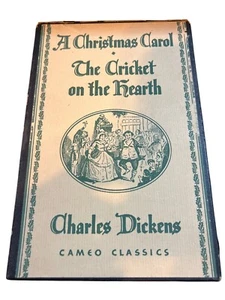 A Christmas Carol
·
The Cricket
on the Hearth
Charles Dickens
CAMEO CLASSICS